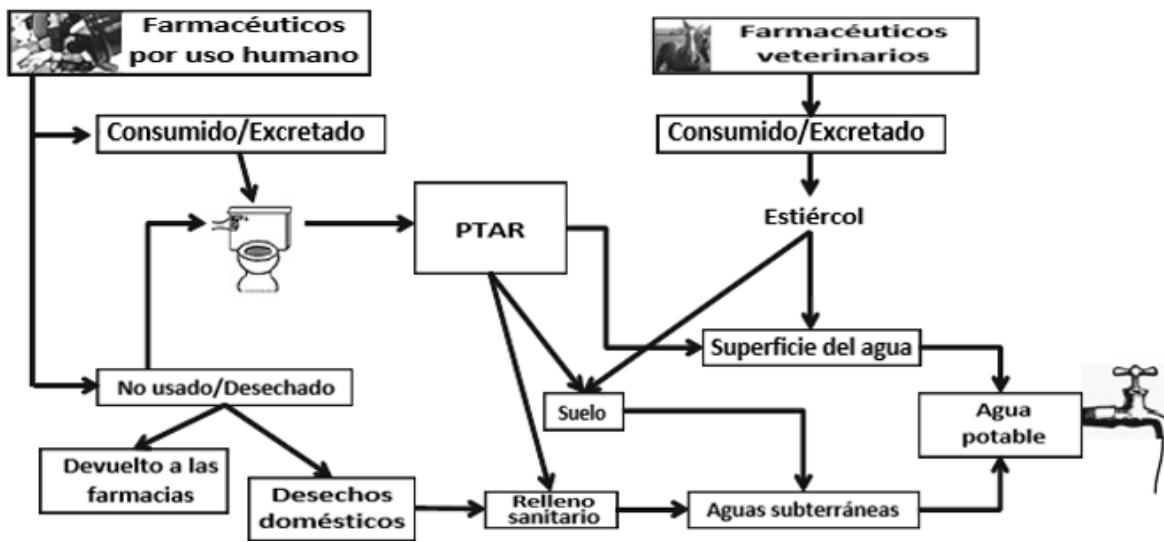 Farmacéuticos
por uso humano
Farmacéuticos
veterinarios
Consumido/Excretado
Consumido/Excretado
PTAR
Estiércol
Superficie del agua
No usado/Desechado
Suelo
Agua
potable
Devuelto a las
farmacias
Desechos
domésticos
Relleno
sanitario
Aguas subterráneas